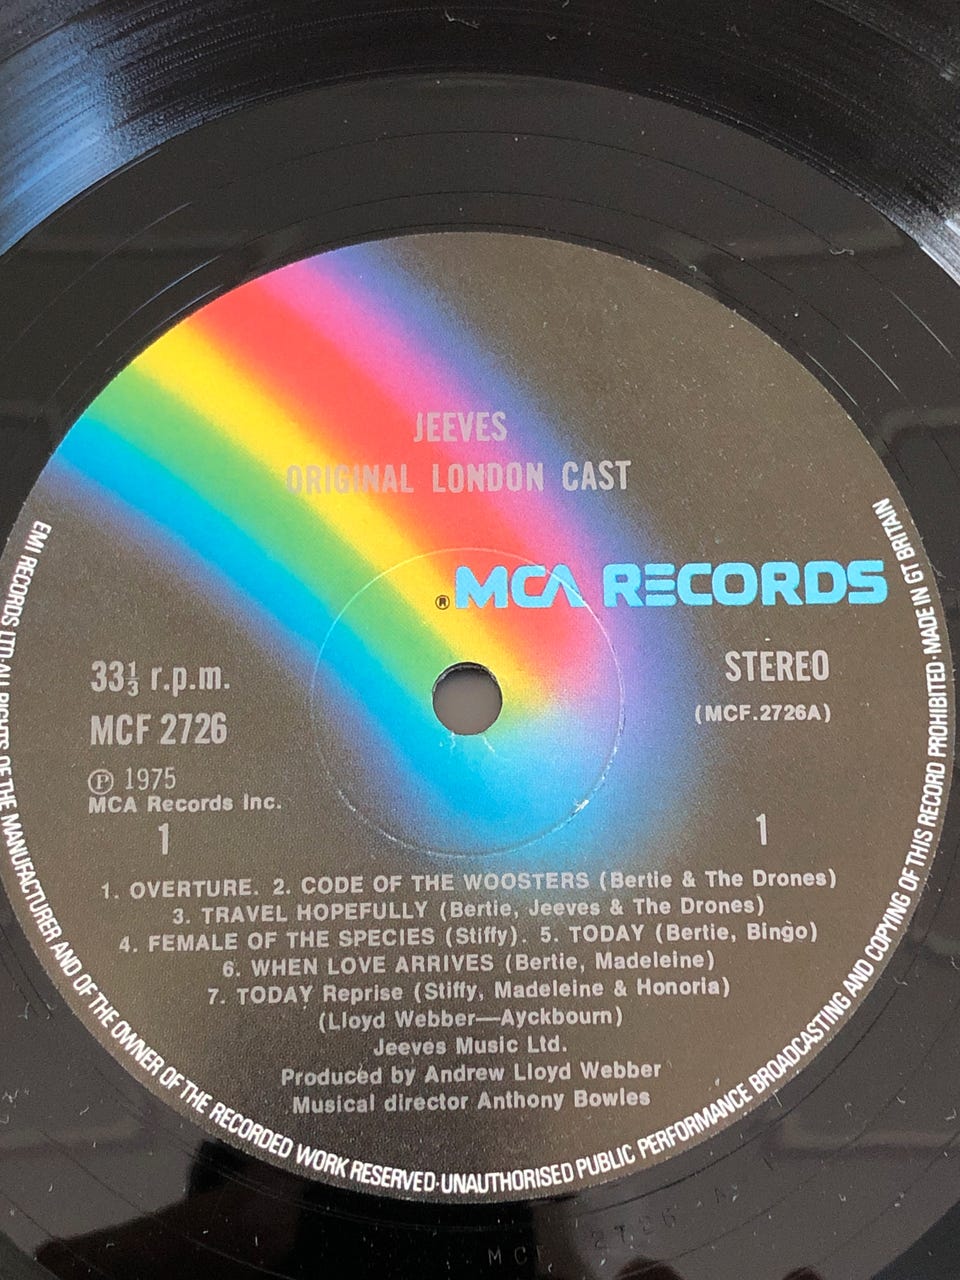 JEEVES
ORIGINAL LONDON CAST
® MCA RECORDS
33⅓ r.p.m.
STEREO
MCF 2726
(MCF.2726A)
Ⓟ 1975
MCA Records Inc.
1
1
1. OVERTURE. 2. CODE OF THE WOOSTERS (Bertie & The Drones)
3. TRAVEL HOPEFULLY (Bertie, Jeeves & The Drones)
4. FEMALE OF THE SPECIES (Stiffy). 5. TODAY (Bertie, Bingo)
6. WHEN LOVE ARRIVES (Bertie, Madeleine)
7. TODAY Reprise (Stiffy, Madeleine & Honoria)
(Lloyd Webber—Ayckbourn)
Jeeves Music Ltd.
Produced by Andrew Lloyd Webber
Musical director Anthony Bowles
EMI RECORDS LTD·ALL RIGHTS OF THE MANUFACTURER AND OF THE OWNER OF THE RECORDED WORK RESERVED·UNAUTHORISED PUBLIC PERFORMANCE BROADCASTING AND COPYING OF THIS RECORD PROHIBITED·MADE IN GT BRITAIN
MCF 2726